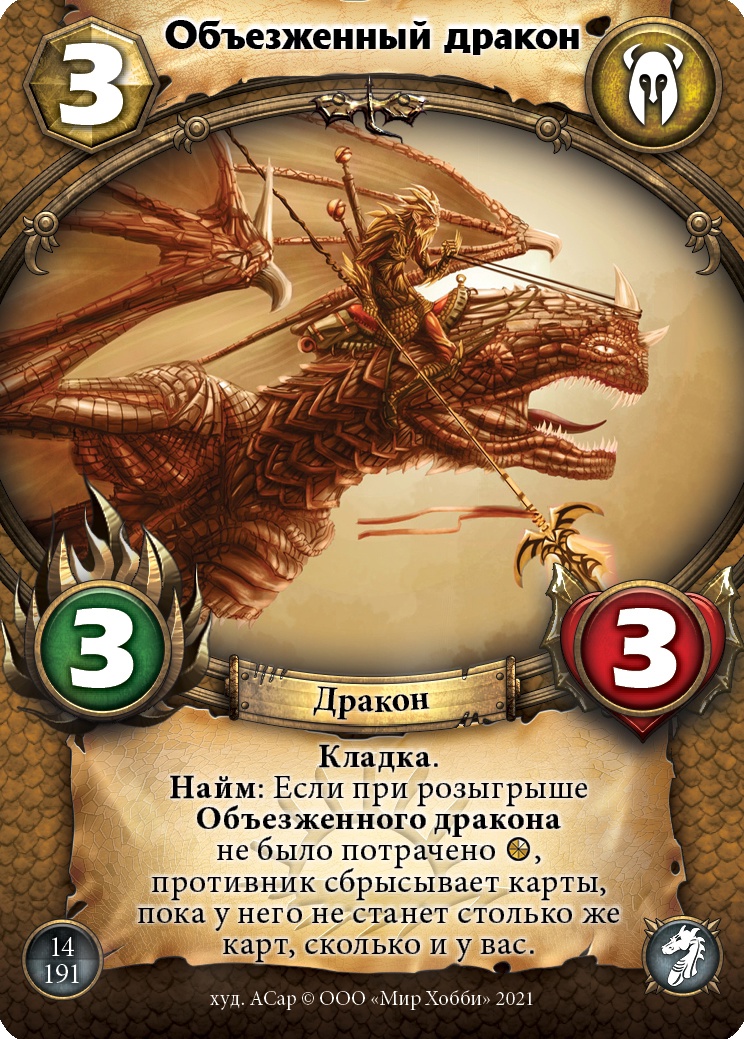 3
Объезженный дракон
3
3
Дракон
Кладка.
Найм: Если при розыгрыше
Объезженного дракона
не было потрачено ,
противник сбрысывает карты,
пока у него не станет столько же
карт, сколько и у вас.
14
191
худ. АСар © ООО «Мир Хобби» 2021